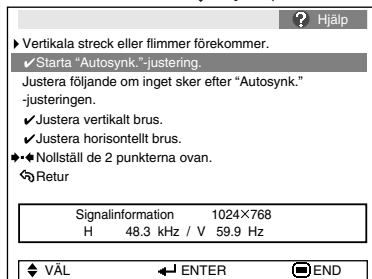 ? Hjälp
Vertikala streck eller flimmer förekommer.
✔Starta “Autosynk.”-justering.
Justera följande om inget sker efter “Autosynk.”
-justeringen.
✔Justera vertikalt brus.
✔Justera horisontellt brus.
Nollställ de 2 punkterna ovan.
Retur
Signalinformation 1024×768
H 48.3 kHz / V 59.9 Hz
VÄL ENTER END